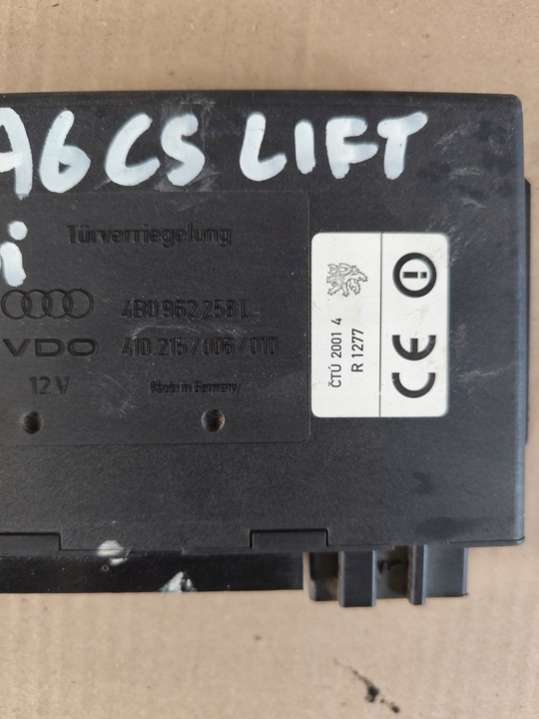 A6 C5 LIFT
i
Türverriegelung
4B0 962 258 L
VDO 410.215/006/010
12 V Made in Germany
ČTÚ 2001 4
R 1277
CE